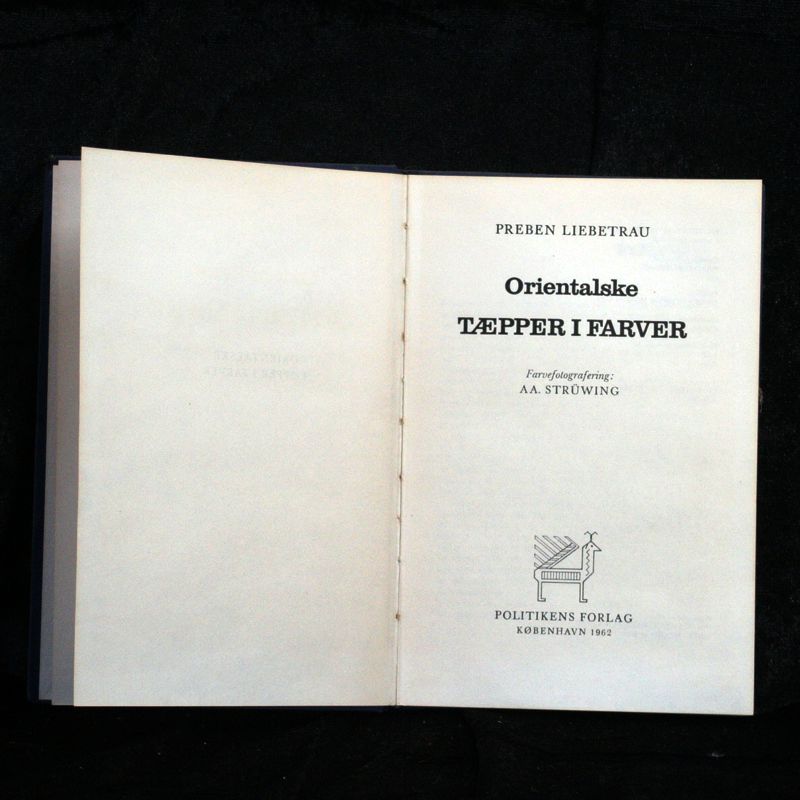 PREBEN LIEBETRAU
Orientalske
TÆPPER I FARVER
Farvefotografering:
AA. STRÜWING
POLITIKENS FORLAG
KØBENHAVN 1962